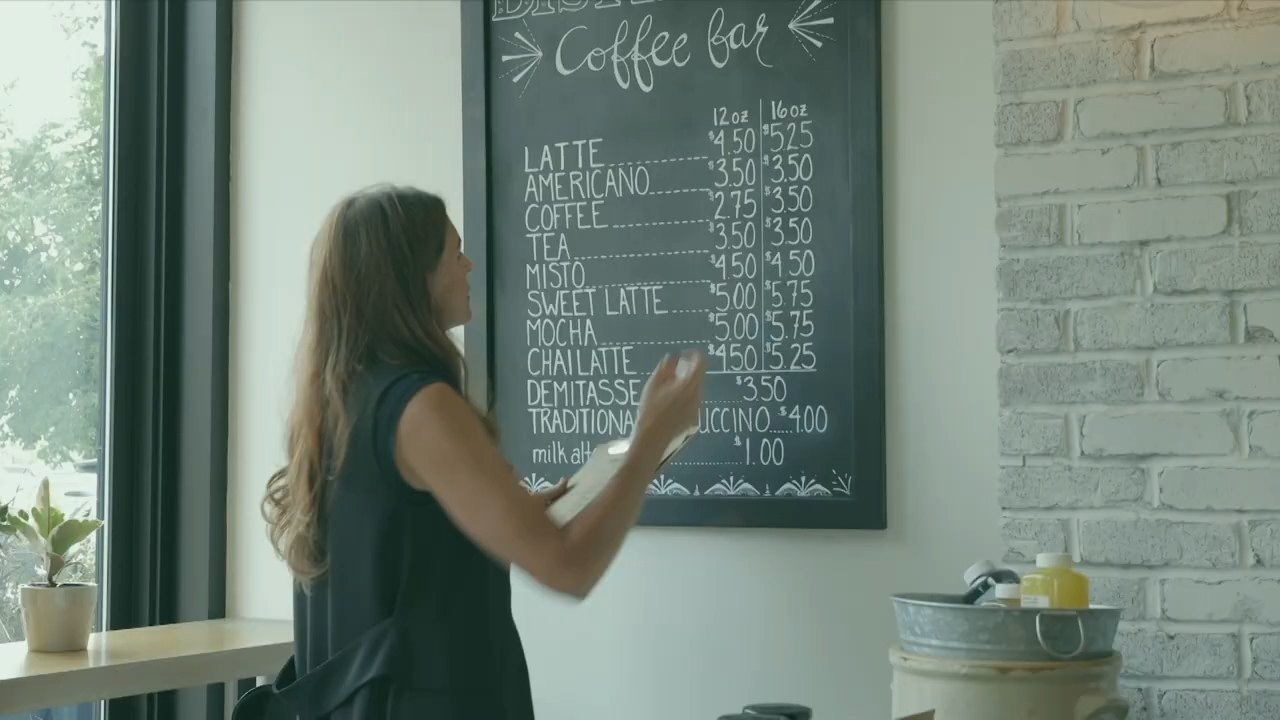 Coffee bar
12oz 16oz
LATTE $4.50 $5.25
AMERICANO $3.50 $3.50
COFFEE $2.75 $3.50
TEA $3.50 $3.50
MISTO $4.50 $4.50
SWEET LATTE $5.00 $5.75
MOCHA $5.00 $5.75
CHAI LATTE $4.50 $5.25
DEMITASSE $3.50
$4.00
milk $1.00